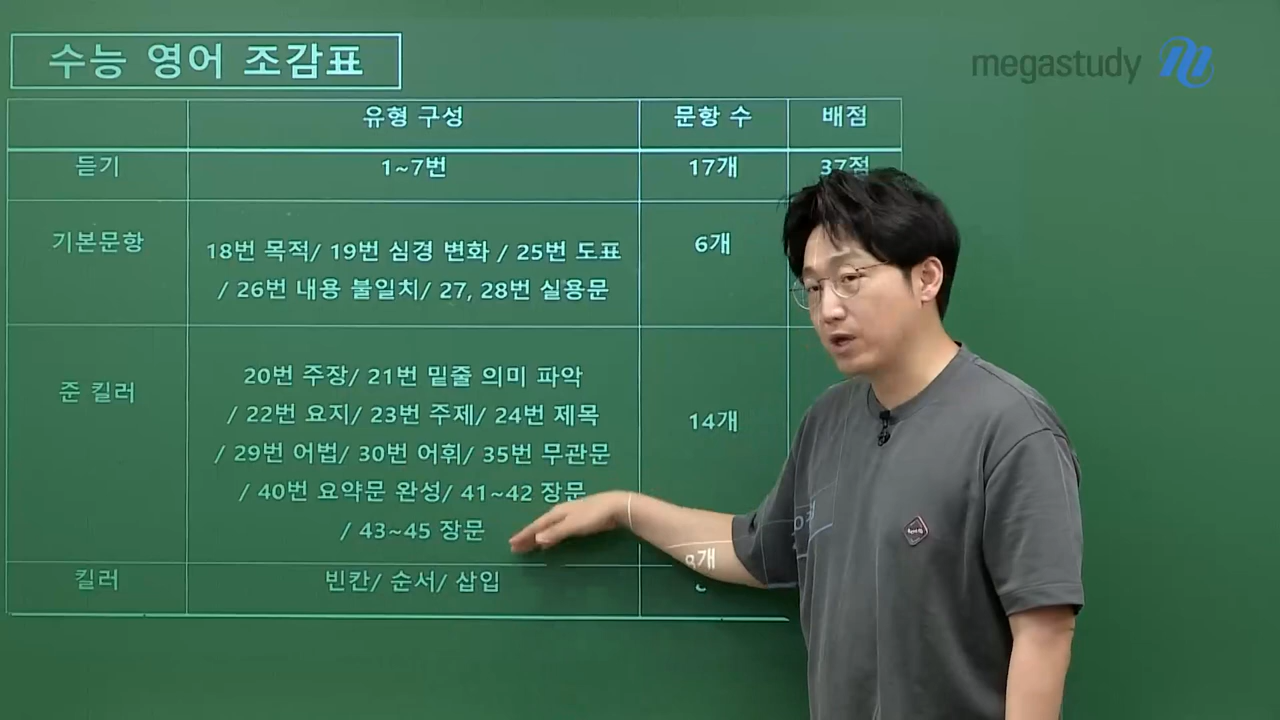 수능 영어 조감표
megastudy
유형 구성 문항 수 배점
듣기 1~7번 17개 37점
기본문항 18번 목적/ 19번 심경 변화 / 25번 도표 6개
/ 26번 내용 불일치/ 27, 28번 실용문
준 킬러 20번 주장/ 21번 밑줄 의미 파악
/ 22번 요지/ 23번 주제/ 24번 제목 14개
/ 29번 어법/ 30번 어휘/ 35번 무관문
/ 40번 요약문 완성/ 41~42 장문
/ 43~45 장문
킬러 빈칸/ 순서/ 삽입 8개